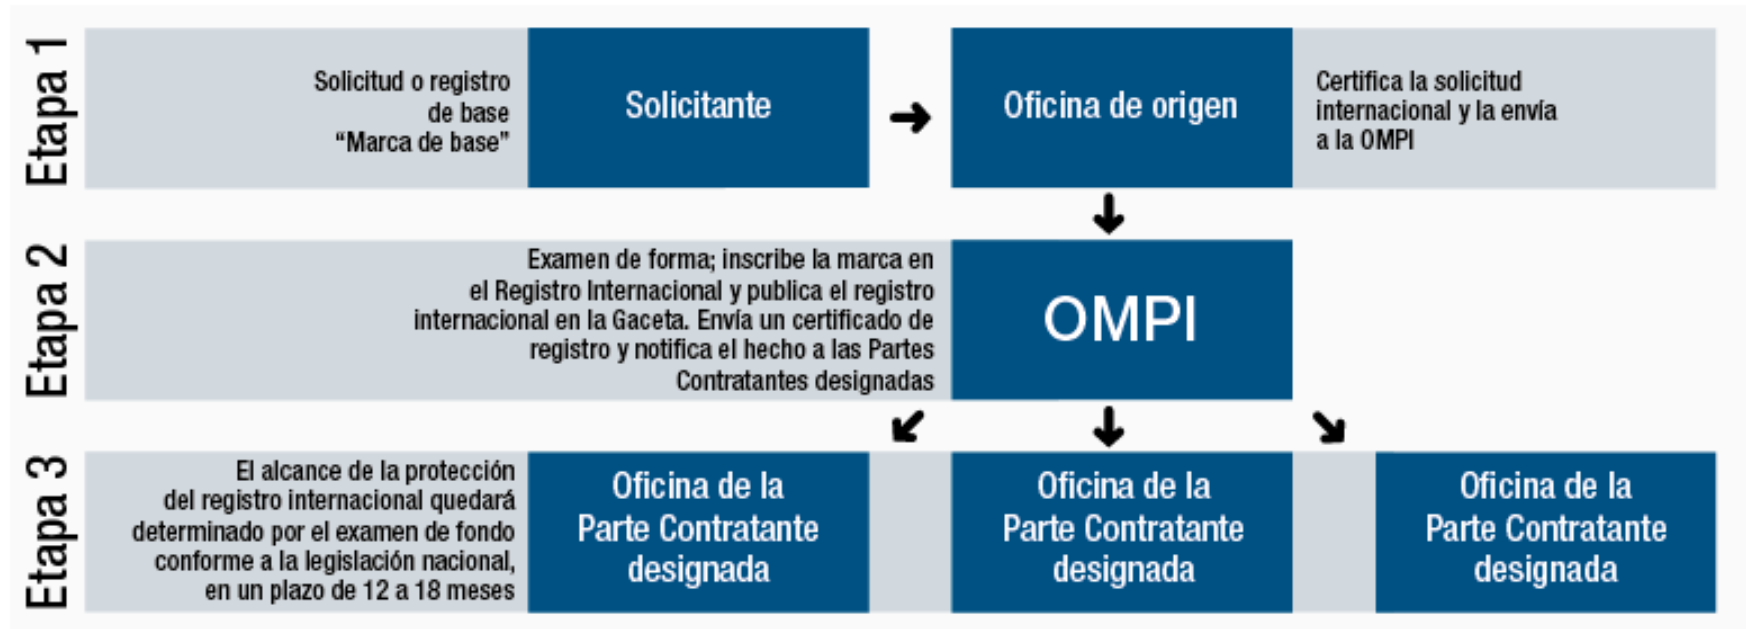 Etapa 1
Solicitud o registro
de base
“Marca de base”
Solicitante
Oficina de origen
Certifica la solicitud
internacional y la envía
a la OMPI
Etapa 2
Examen de forma; inscribe la marca en
el Registro Internacional y publica el registro
internacional en la Gaceta. Envía un certificado de
registro y notifica el hecho a las Partes
Contratantes designadas
OMPI
Etapa 3
El alcance de la protección
del registro internacional quedará
determinado por el examen de fondo
conforme a la legislación nacional,
en un plazo de 12 a 18 meses
Oficina de la
Parte Contratante
designada
Oficina de la
Parte Contratante
designada
Oficina de la
Parte Contratante
designada